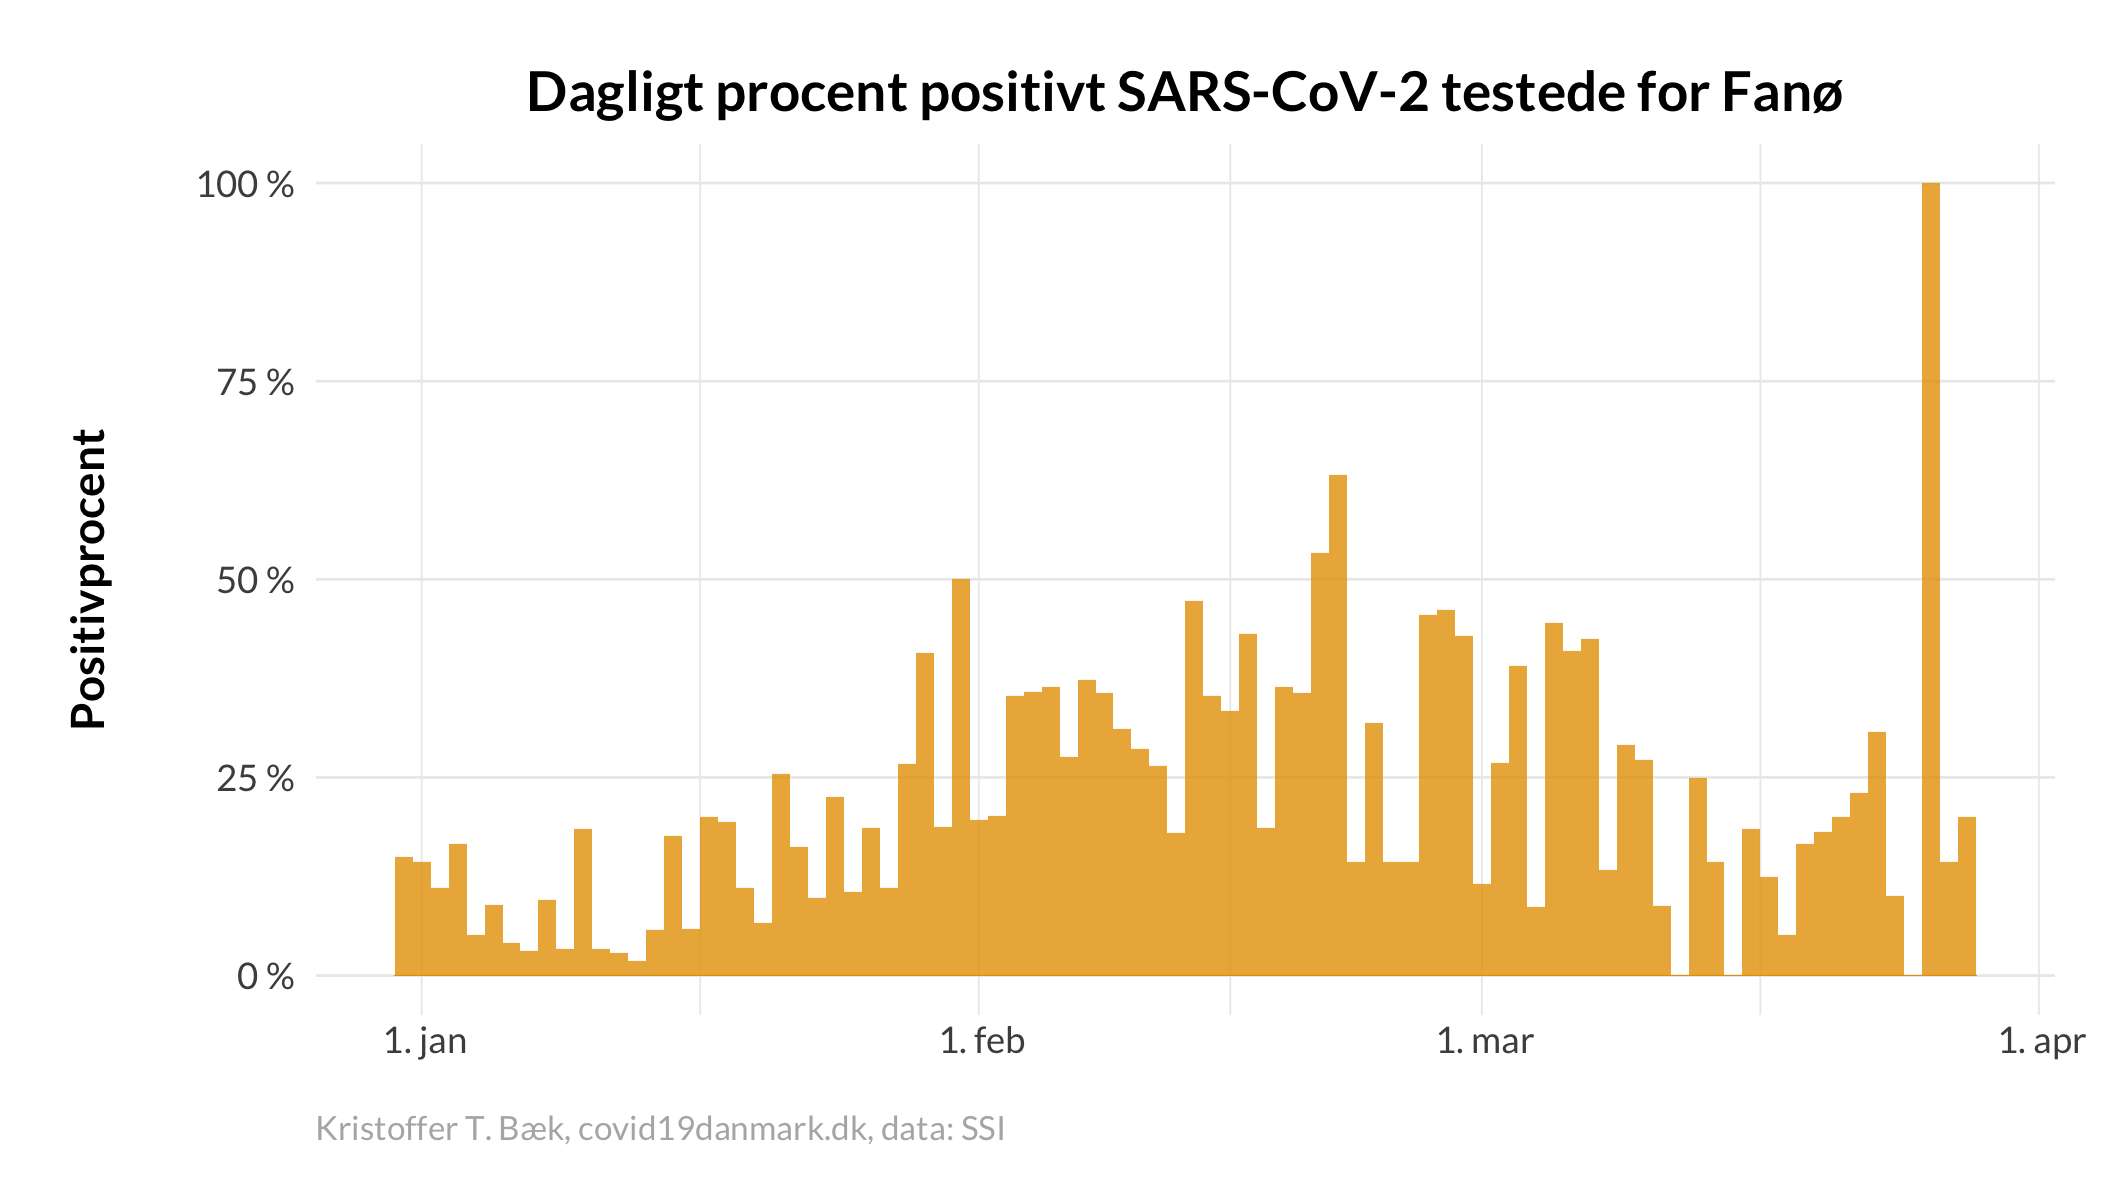 Dagligt procent positivt SARS-CoV-2 testede for Fanø
Positivprocent
100 %
75 %
50 %
25 %
0 %
1. jan
1. feb
1. mar
1. apr
Kristoffer T. Bæk, covid19danmark.dk, data: SSI